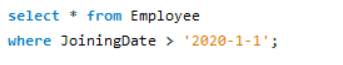 select * from Employee
where JoiningDate > '2020-1-1';